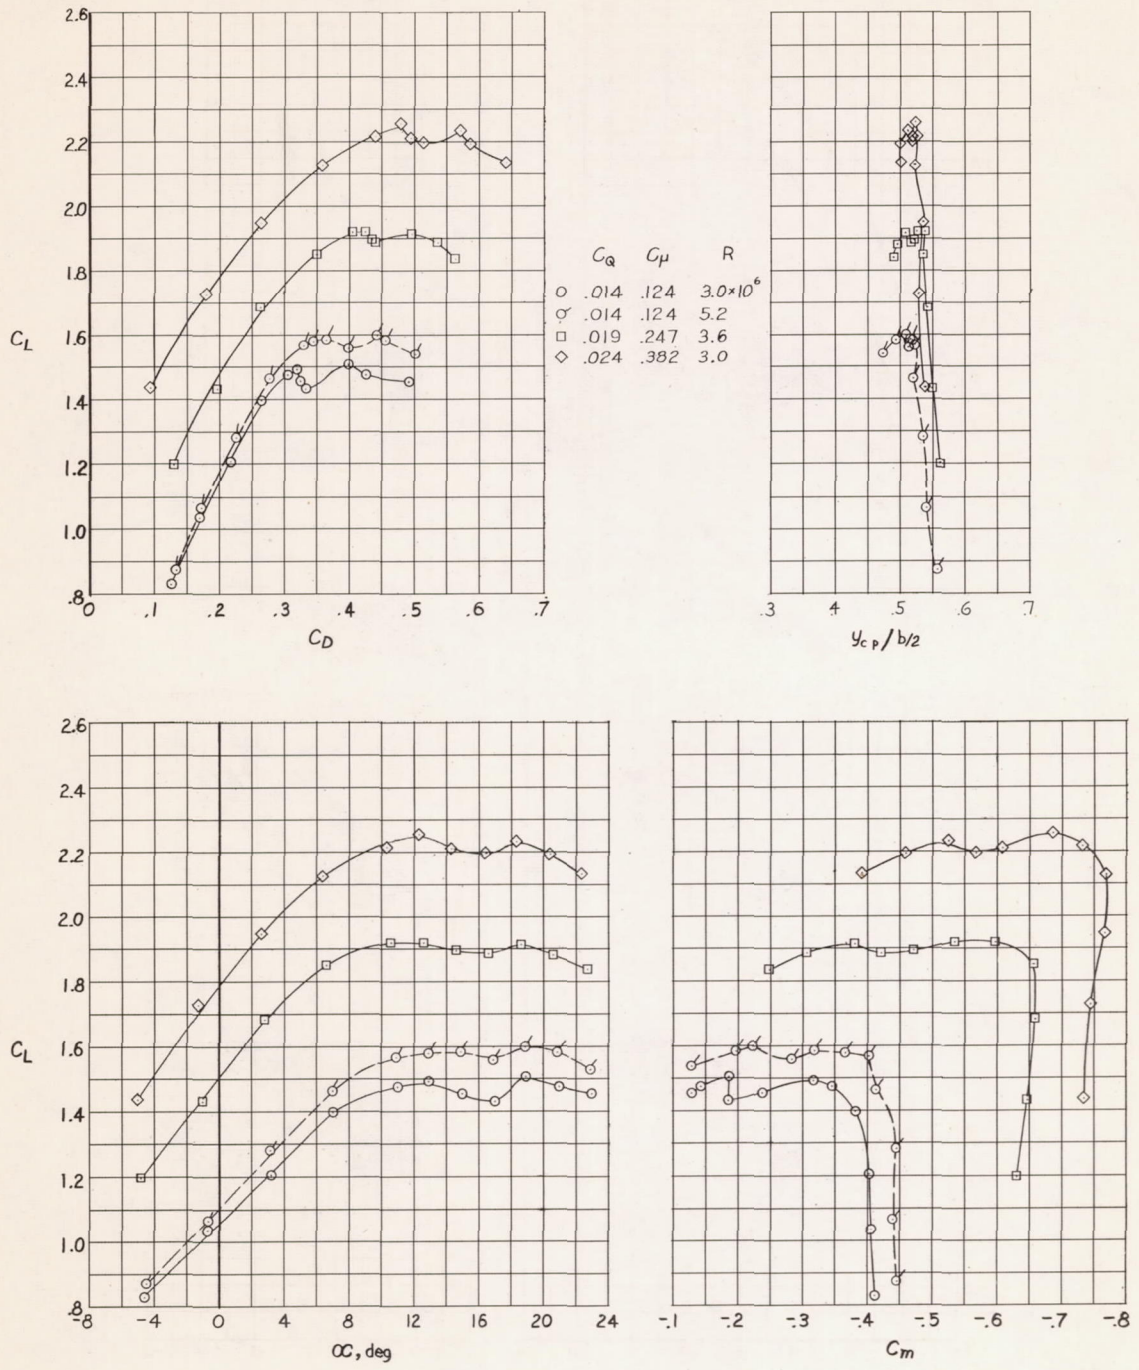 2.6
2.4
2.2
2.0
1.8
1.6
1.4
1.2
1.0
.8
C_L
0 .1 .2 .3 .4 .5 .6 .7
C_D
C_Q C_μ R
.014 .124 3.0×10^6
.014 .124 5.2
.019 .247 3.6
.024 .382 3.0
.3 .4 .5 .6 .7
y_cp/b/2
2.6
2.4
2.2
2.0
1.8
1.6
1.4
1.2
1.0
.8
C_L
-8 -4 0 4 8 12 16 20 24
α, deg
-.1 -.2 -.3 -.4 -.5 -.6 -.7 -.8
C_m